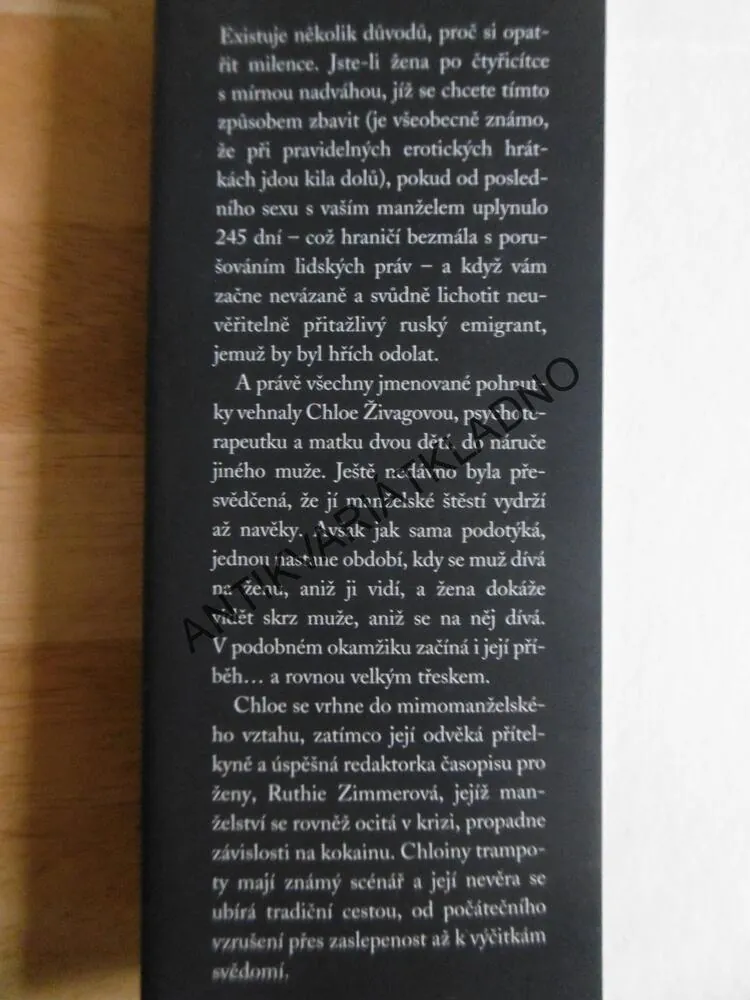 Existuje několik důvodů, proč si opat-
řit milence. Jste-li žena po čtyřicítce
s mírnou nadváhou, jíž se chcete tímto
způsobem zbavit (je všeobecně známo,
že při pravidelných erotických hrát-
kách jdou kila dolů), pokud od posled-
ního sexu s vaším manželem uplynulo
245 dní – což hraničí bezmála s poru-
šováním lidských práv – a když vám
začne nevázaně a svůdně lichotit neu-
věřitelně přitažlivý ruský emigrant,
jemuž by byl hřích odolat.
A právě všechny jmenované pohnut-
ky vehnaly Chloe Živagovou, psychote-
rapeutku a matku dvou dětí, do náruče
jiného muže. Ještě nedávno byla pře-
svědčená, že jí manželské štěstí vydrží
až navěky. Avšak jak sama podotýká,
jednou nastane období, kdy se muž dívá
na ženu, aniž ji vidí, a žena dokáže
vidět skrz muže, aniž se na něj dívá.
V podobném okamžiku začíná i její pří-
běh... a rovnou velkým třeskem.
Chloe se vrhne do mimomanželské-
ho vztahu, zatímco její odvěká přítel-
kyně a úspěšná redaktorka časopisu pro
ženy, Ruthie Zimmerová, jejíž man-
želství se rovněž ocitá v krizi, propadne
závislosti na kokainu. Chloiny trampo-
ty mají známý scénář a její nevěra se
ubírá tradiční cestou, od počátečního
vzrušení přes zaslepenost až k výčitkám
svědomí.
ANTIKVARIÁTKLADNO